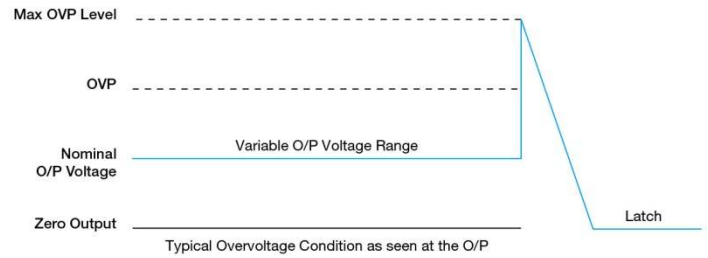 Max OVP Level
OVP
Variable O/P Voltage Range
Nominal
O/P Voltage
Zero Output
Latch
Typical Overvoltage Condition as seen at the O/P